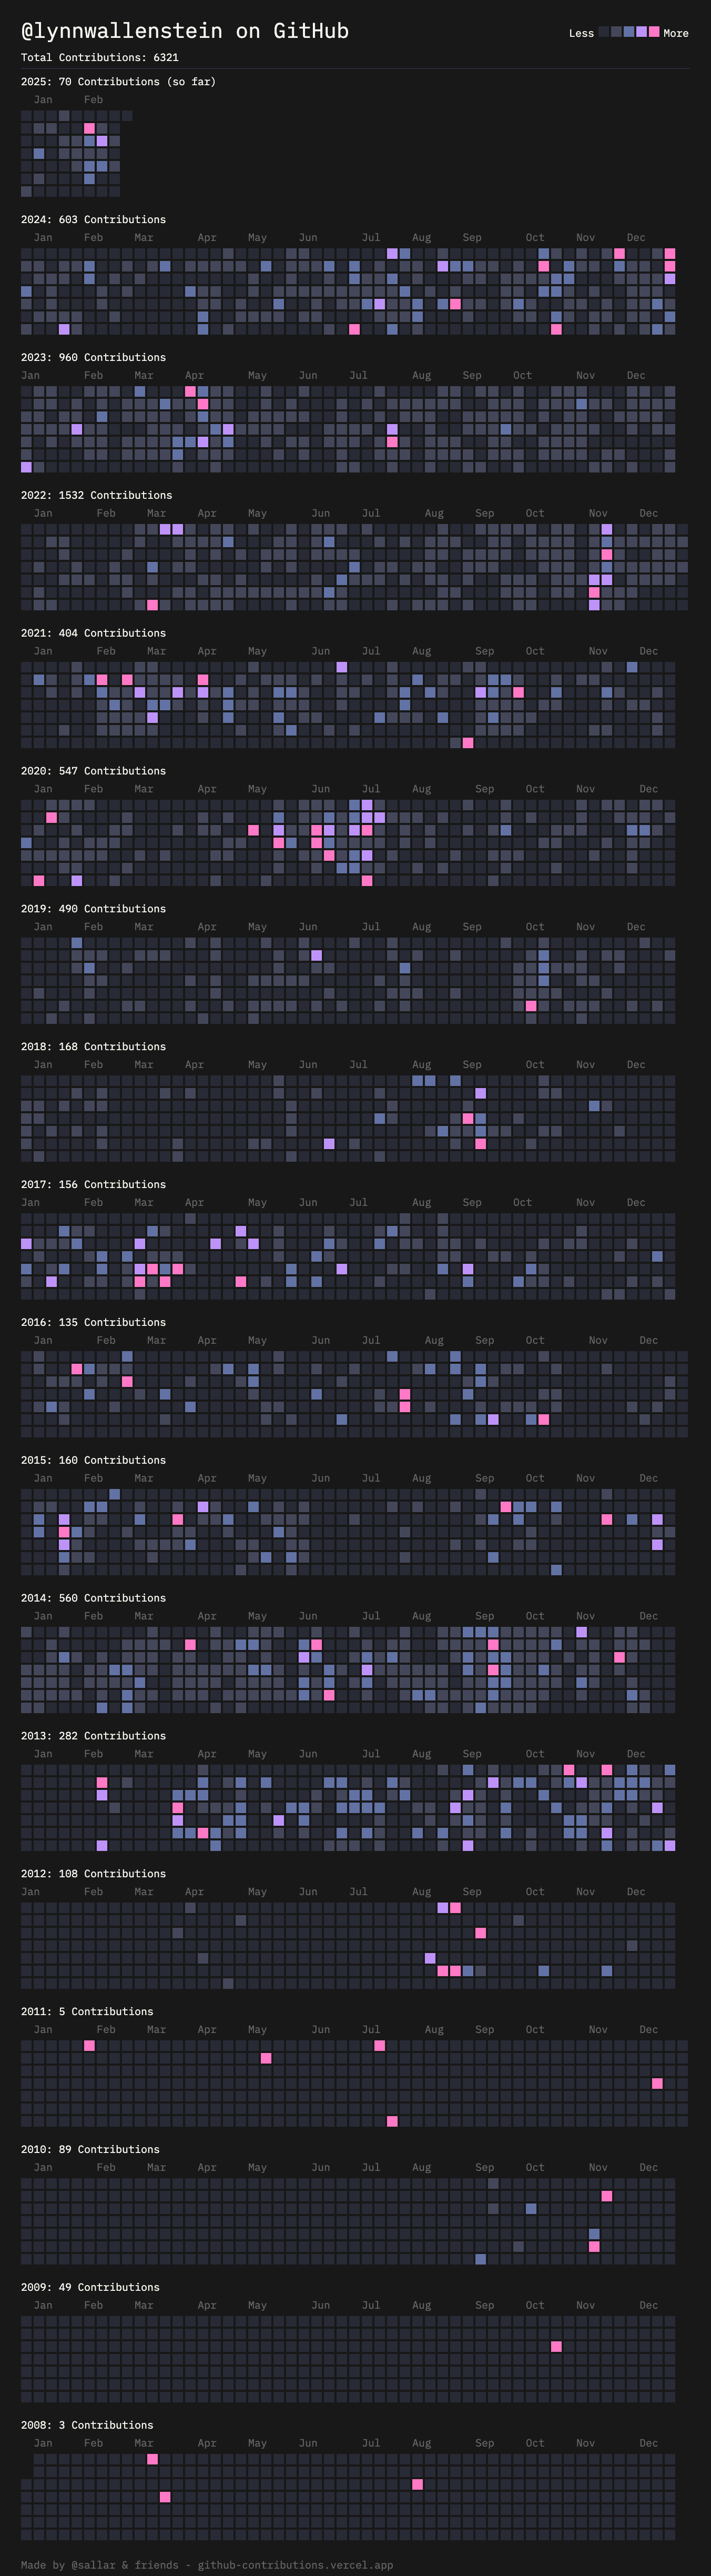 @lynnwallenstein on GitHub
Less More
Total Contributions: 6321
2025: 70 Contributions (so far)
Jan Feb
2024: 603 Contributions
Jan Feb Mar Apr May Jun Jul Aug Sep Oct Nov Dec
2023: 960 Contributions
Jan Feb Mar Apr May Jun Jul Aug Sep Oct Nov Dec
2022: 1532 Contributions
Jan Feb Mar Apr May Jun Jul Aug Sep Oct Nov Dec
2021: 404 Contributions
Jan Feb Mar Apr May Jun Jul Aug Sep Oct Nov Dec
2020: 547 Contributions
Jan Feb Mar Apr May Jun Jul Aug Sep Oct Nov Dec
2019: 490 Contributions
Jan Feb Mar Apr May Jun Jul Aug Sep Oct Nov Dec
2018: 168 Contributions
Jan Feb Mar Apr May Jun Jul Aug Sep Oct Nov Dec
2017: 156 Contributions
Jan Feb Mar Apr May Jun Jul Aug Sep Oct Nov Dec
2016: 135 Contributions
Jan Feb Mar Apr May Jun Jul Aug Sep Oct Nov Dec
2015: 160 Contributions
Jan Feb Mar Apr May Jun Jul Aug Sep Oct Nov Dec
2014: 560 Contributions
Jan Feb Mar Apr May Jun Jul Aug Sep Oct Nov Dec
2013: 282 Contributions
Jan Feb Mar Apr May Jun Jul Aug Sep Oct Nov Dec
2012: 108 Contributions
Jan Feb Mar Apr May Jun Jul Aug Sep Oct Nov Dec
2011: 5 Contributions
Jan Feb Mar Apr May Jun Jul Aug Sep Oct Nov Dec
2010: 89 Contributions
Jan Feb Mar Apr May Jun Jul Aug Sep Oct Nov Dec
2009: 49 Contributions
Jan Feb Mar Apr May Jun Jul Aug Sep Oct Nov Dec
2008: 3 Contributions
Jan Feb Mar Apr May Jun Jul Aug Sep Oct Nov Dec
Made by @sallar & friends - github-contributions.vercel.app